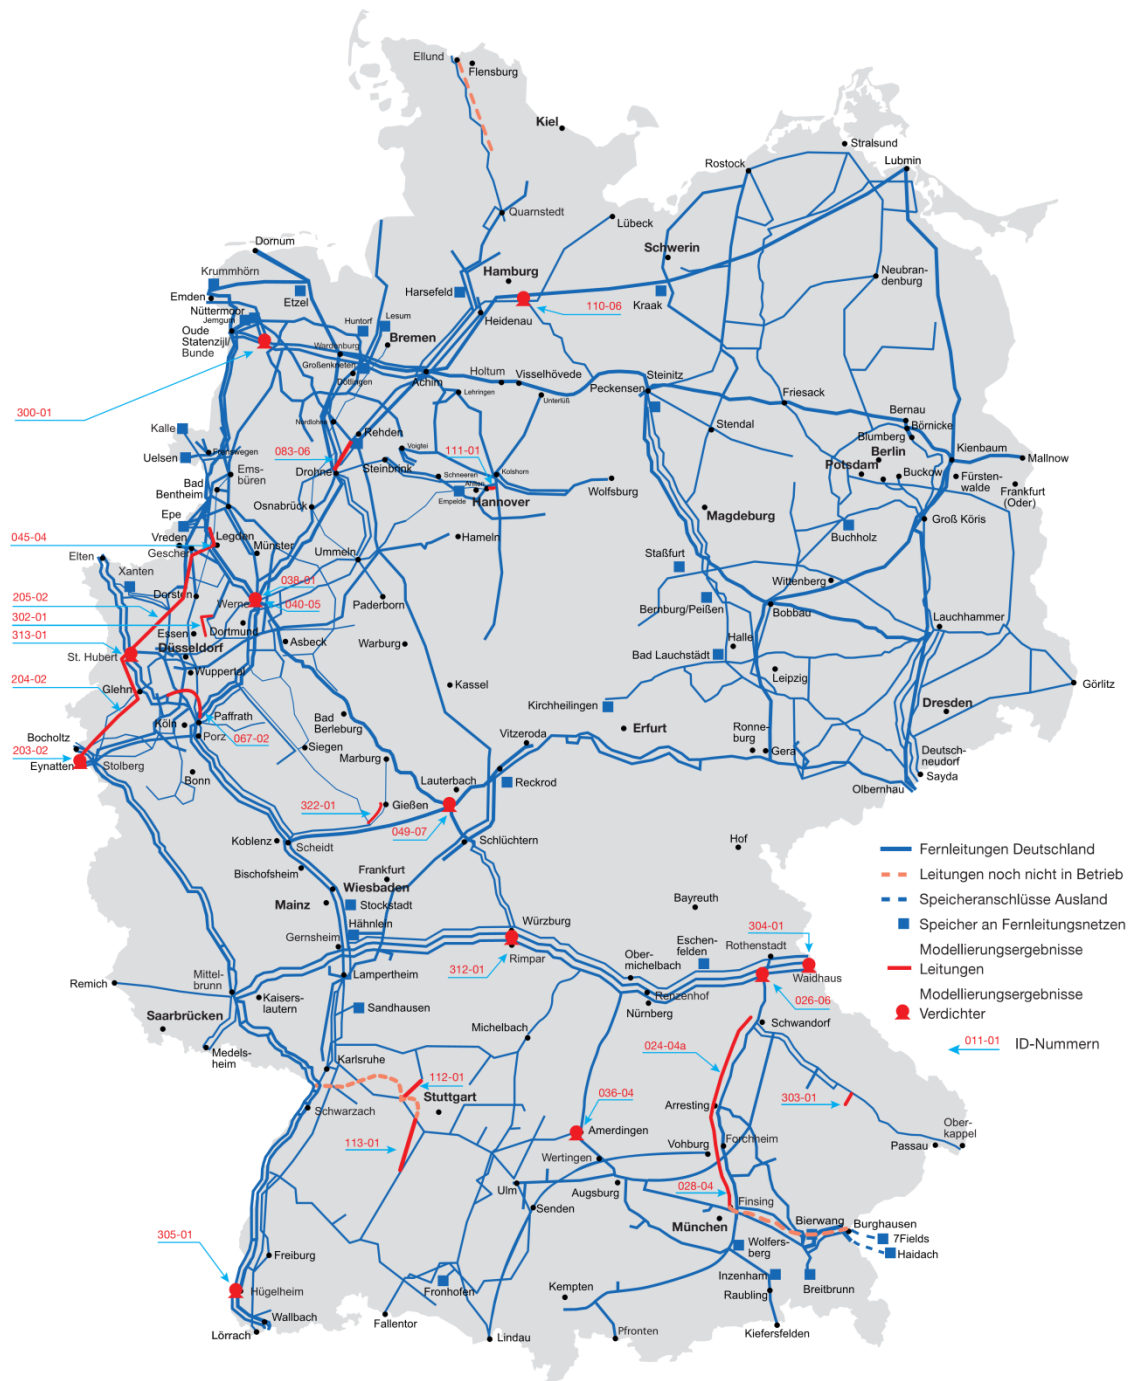 Ellund
Flensburg
Kiel
Stralsund
Rostock
Lubmin
Quarnstedt
Lübeck
Dornum
Schwerin
Krummhörn
Hamburg
Neubran-
denburg
Emden
Etzel
Harsefeld
110-06
Kraak
Nüttermoor
Jemgum
Huntorf
Lesum
Heidenau
Oude
Statenzijl/
Bunde
Wardenburg
Bremen
Großenkneten
Döttingen
Achim
Holtum
Visselhövede
Steinitz
Peckensen
Lehringen
Unterlüß
Friesack
300-01
Bernau
Börnicke
Kalle
Nordlohne
Rehden
Stendal
Blumberg
Berlin
Kienbaum
Mallnow
Uelsen
Frenswegen
083-06
Voigtei
111-01
Potsdam
Steinbrink
Kolshorn
Ems-
büren
Drohne
Schneeren
Ahlten
Buckow
Fürsten-
walde
Frankfurt
(Oder)
Bad
Bentheim
Empelde
Hannover
Wolfsburg
Osnabrück
Magdeburg
Groß Köris
Epe
045-04
Vreden
Legden
Hameln
Buchholz
Gescher
Münster
Ummeln
Elten
Staßfurt
Xanten
038-01
Wittenberg
Dorsten
Werne
040-05
Paderborn
Bernburg/Peißen
Bobbau
205-02
302-01
Essen
Dortmund
Lauchhammer
313-01
Düsseldorf
Asbeck
Warburg
Halle
St. Hubert
Bad Lauchstädt
204-02
Wuppertal
Leipzig
Glehn
Kassel
Görlitz
Kirchheilingen
Dresden
Köln
Paffrath
Bad
Berleburg
Erfurt
Ronne-
burg
Bocholtz
Porz
067-02
Vitzeroda
Gera
203-02
Siegen
Deutsch-
neudorf
Eynatten
Stolberg
Marburg
Bonn
Lauterbach
Reckrod
Sayda
Olbernhau
322-01
Gießen
049-07
Koblenz
Scheidt
Schlüchtern
Hof
Bischofsheim
Frankfurt
Wiesbaden
Mainz
Stockstadt
Bayreuth
Hähnlein
Würzburg
304-01
Gernsheim
Eschen-
felden
Rothenstadt
312-01
Rimpar
Ober-
michelbach
Waidhaus
Remich
Mittel-
brunn
Lampertheim
026-06
Kaisers-
lautern
Renzenhof
Nürnberg
Saarbrücken
Sandhausen
Michelbach
Schwandorf
Medels-
heim
024-04a
Karlsruhe
112-01
Stuttgart
036-04
303-01
Schwarzach
Arresting
Ober-
kappel
Amerdingen
Forchheim
Passau
113-01
Wertingen
Vohburg
Ulm
Augsburg
028-04
Finsing
Senden
München
Bierwang
Burghausen
7Fields
305-01
Wolfers-
berg
Haidach
Freiburg
Inzenham
Breitbrunn
Hügelheim
Fronhofen
Kempten
Raubling
Wallbach
Fallentor
Lörrach
Lindau
Pfronten
Kiefersfelden
Fernleitungen Deutschland
Leitungen noch nicht in Betrieb
Speicheranschlüsse Ausland
Speicher an Fernleitungsnetzen
Modellierungsergebnisse
Leitungen
Modellierungsergebnisse
Verdichter
011-01
ID-Nummern